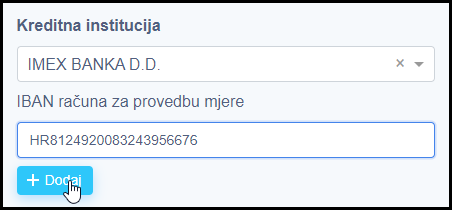 Kreditna institucija
IMEX BANKA D.D.
IBAN računa za provedbu mjere
HR8124920083243956676
+ Dodaj